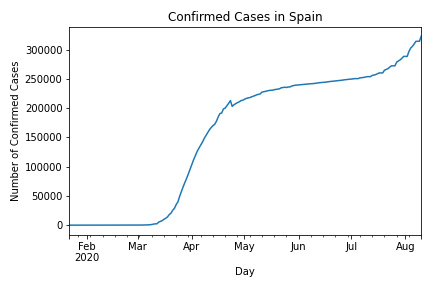 Confirmed Cases in Spain
Number of Confirmed Cases
300000
250000
200000
150000
100000
50000
0
Feb Mar Apr May Jun Jul Aug
2020
Day